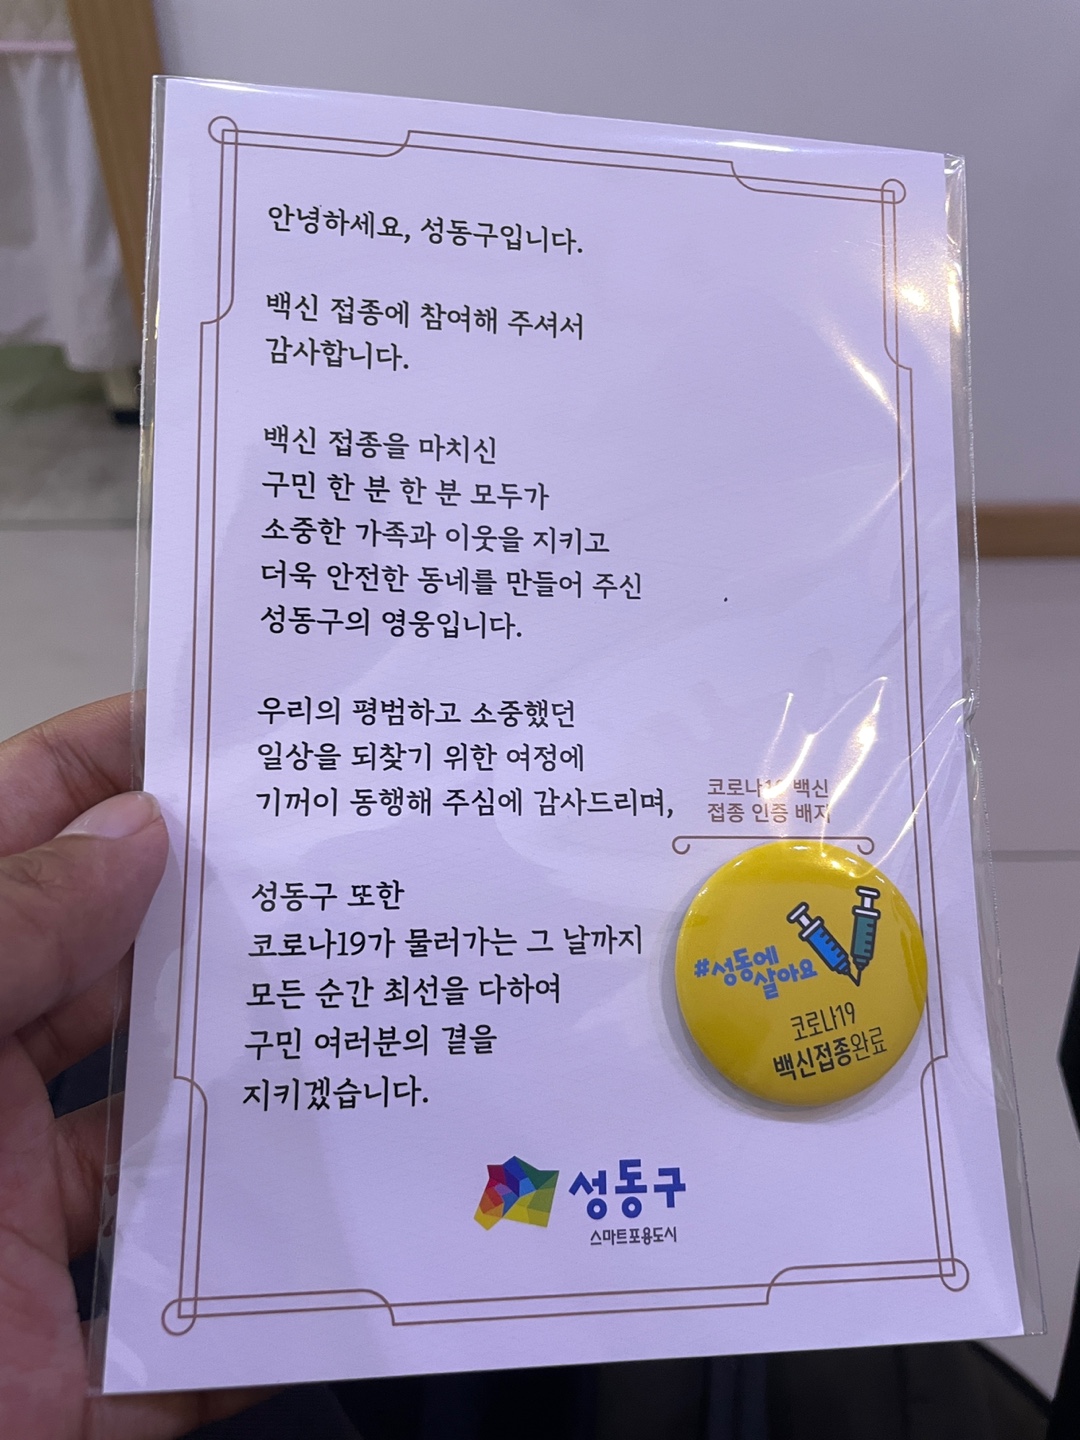 안녕하세요, 성동구입니다.
백신 접종에 참여해 주셔서
감사합니다.
백신 접종을 마치신
구민 한 분 한 분 모두가
소중한 가족과 이웃을 지키고
더욱 안전한 동네를 만들어 주신
성동구의 영웅입니다.
우리의 평범하고 소중했던
일상을 되찾기 위한 여정에
기꺼이 동행해 주심에 감사드리며,
성동구 또한
코로나19가 물러가는 그 날까지
모든 순간 최선을 다하여
구민 여러분의 곁을
지키겠습니다.
코로나19 백신
접종 인증 배지
#성동에
살아요
코로나19
백신접종완료
성동구
스마트포용도시